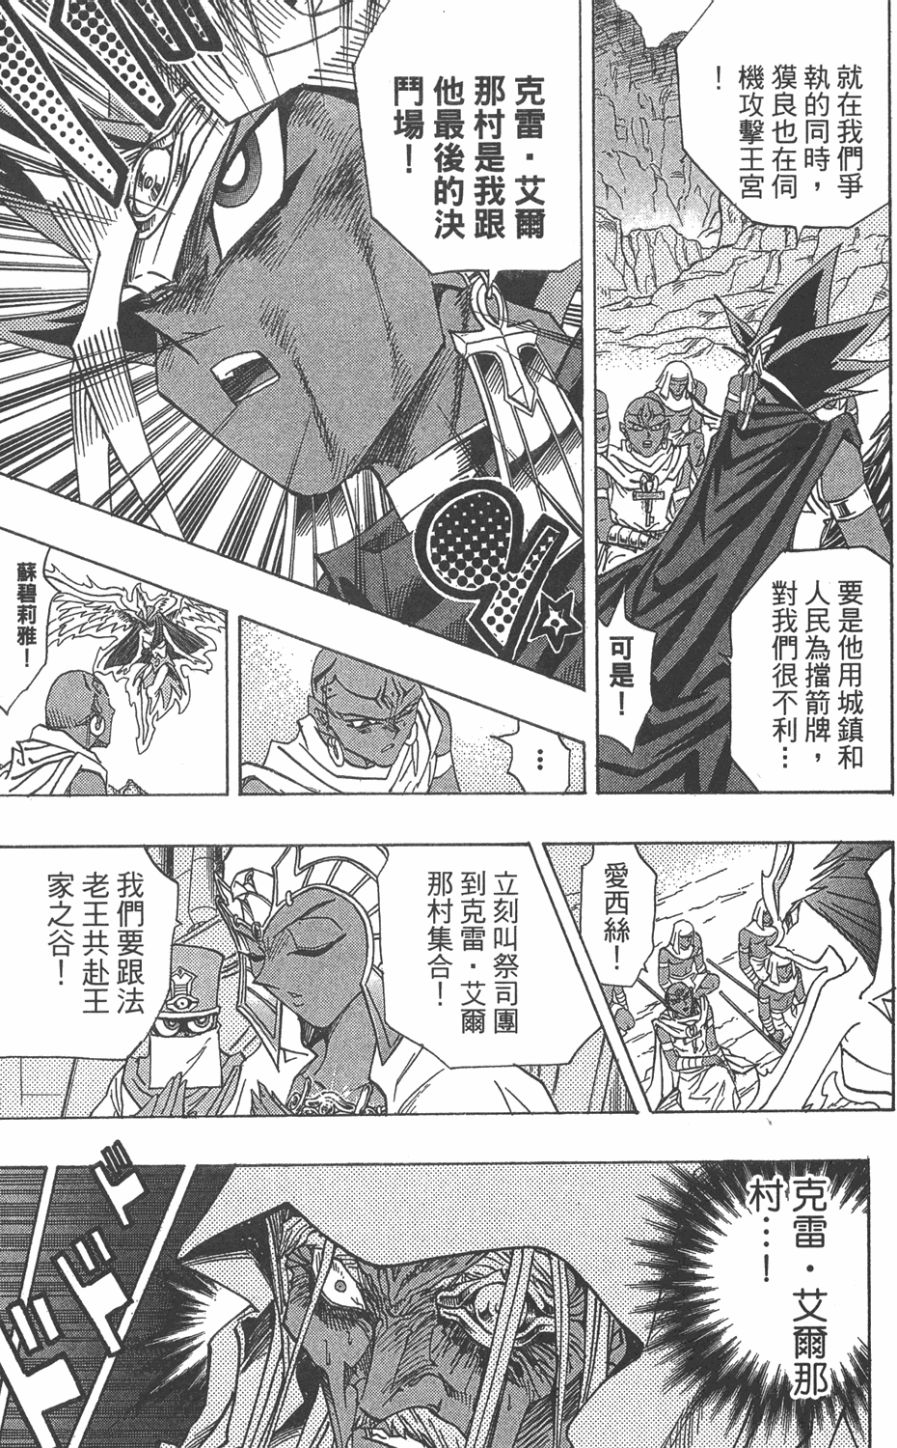 就在我們爭
執的同時，
獏良也在伺
機攻擊王宮
！
要是他用城鎮和
人民為擋箭牌，
對我們很不利…
可是！
克雷·艾爾
那村是我跟
他最後的決
鬥場！
…
蘇碧莉雅！
愛西絲！
立刻叫祭司團
到克雷·艾爾
那村集合！
我們要跟法
老王共赴王
家之谷！
克雷·艾爾那
村…！
ドドドド